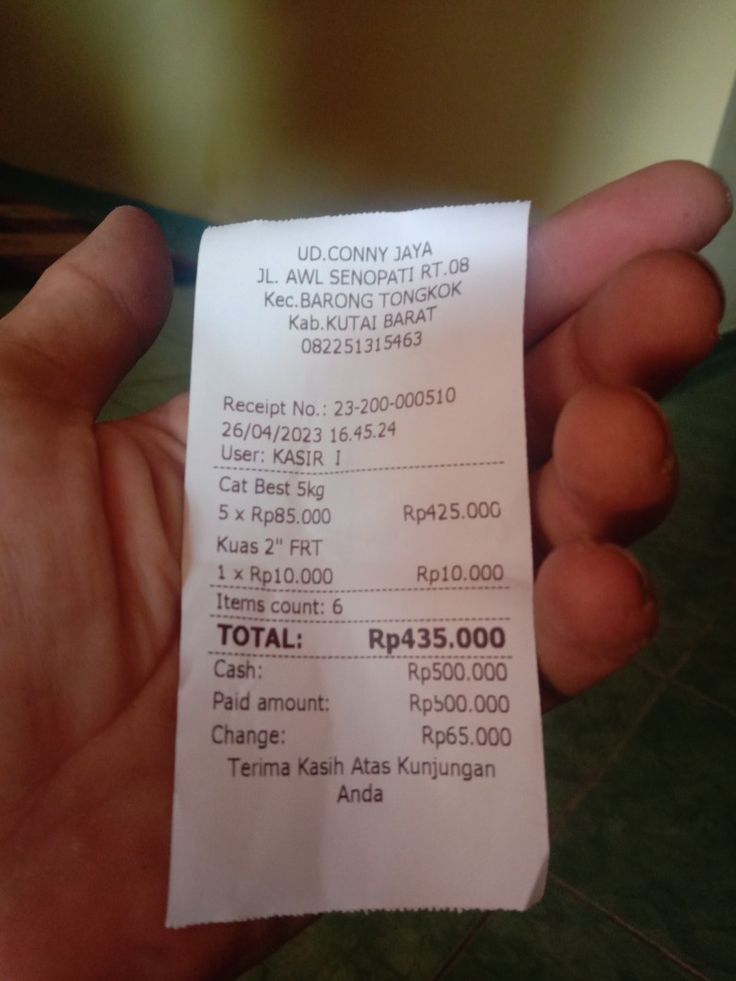 UD.CONNY JAYA
JL. AWL SENOPATI RT.08
Kec.BARONG TONGKOK
Kab.KUTAI BARAT
082251315463
Receipt No.: 23-200-000510
26/04/2023 16.45.24
User: KASIR I
Cat Best 5kg
5 x Rp85.000 Rp425.000
Kuas 2" FRT
1 x Rp10.000 Rp10.000
Items count: 6
TOTAL: Rp435.000
Cash: Rp500.000
Paid amount: Rp500.000
Change: Rp65.000
Terima Kasih Atas Kunjungan
Anda